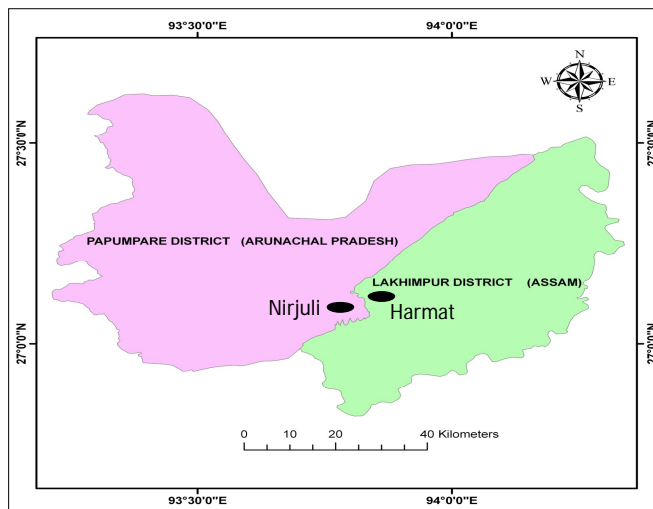 93°30'0"E 94°0'0"E
N
W E
S
27°30'0"N 27°30'0"N
PAPUMPARE DISTRICT (ARUNACHAL PRADESH)
LAKHIMPUR DISTRICT (ASSAM)
Nirjuli Harmat
27°0'0"N 27°0'0"N
0 10 20 40 Kilometers
93°30'0"E 94°0'0"E